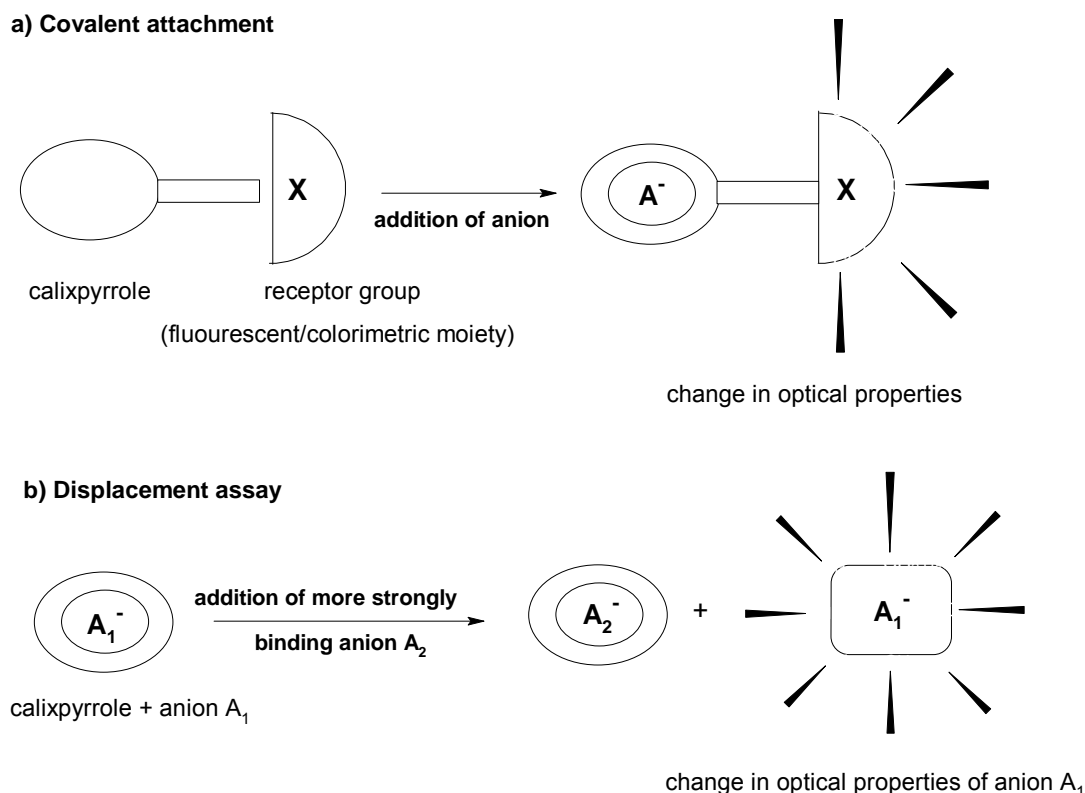 a) Covalent attachment
X
addition of anion
A⁻
X
calixpyrrole
receptor group
(fluourescent/colorimetric moiety)
change in optical properties
b) Displacement assay
A₁⁻
addition of more strongly
binding anion A₂
A₂⁻
+
A₁⁻
calixpyrrole + anion A₁
change in optical properties of anion A₁